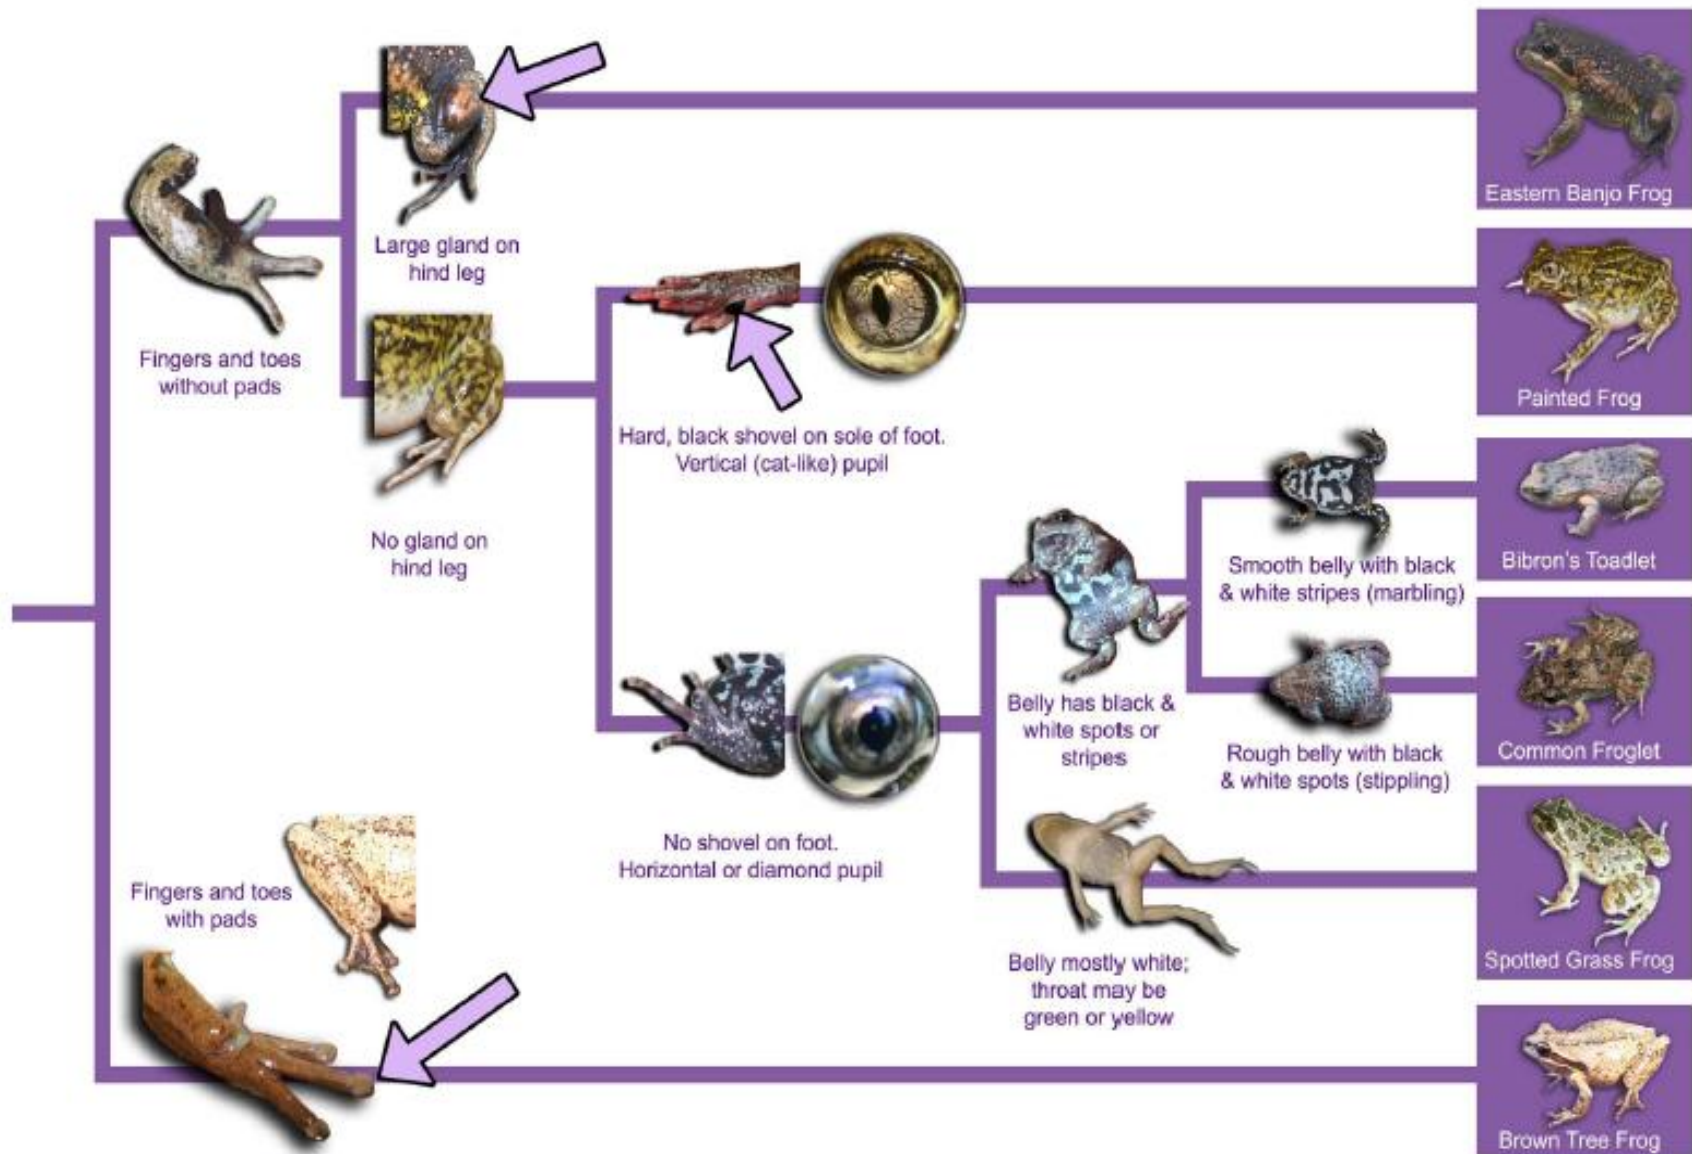 Eastern Banjo Frog
Large gland on
hind leg
Fingers and toes
without pads
Painted Frog
Hard, black shovel on sole of foot.
Vertical (cat-like) pupil
No gland on
hind leg
Smooth belly with black
& white stripes (marbling)
Bibron's Toadlet
Belly has black &
white spots or
stripes
Rough belly with black
& white spots (stippling)
Common Froglet
No shovel on foot.
Horizontal or diamond pupil
Fingers and toes
with pads
Belly mostly white;
throat may be
green or yellow
Spotted Grass Frog
Brown Tree Frog